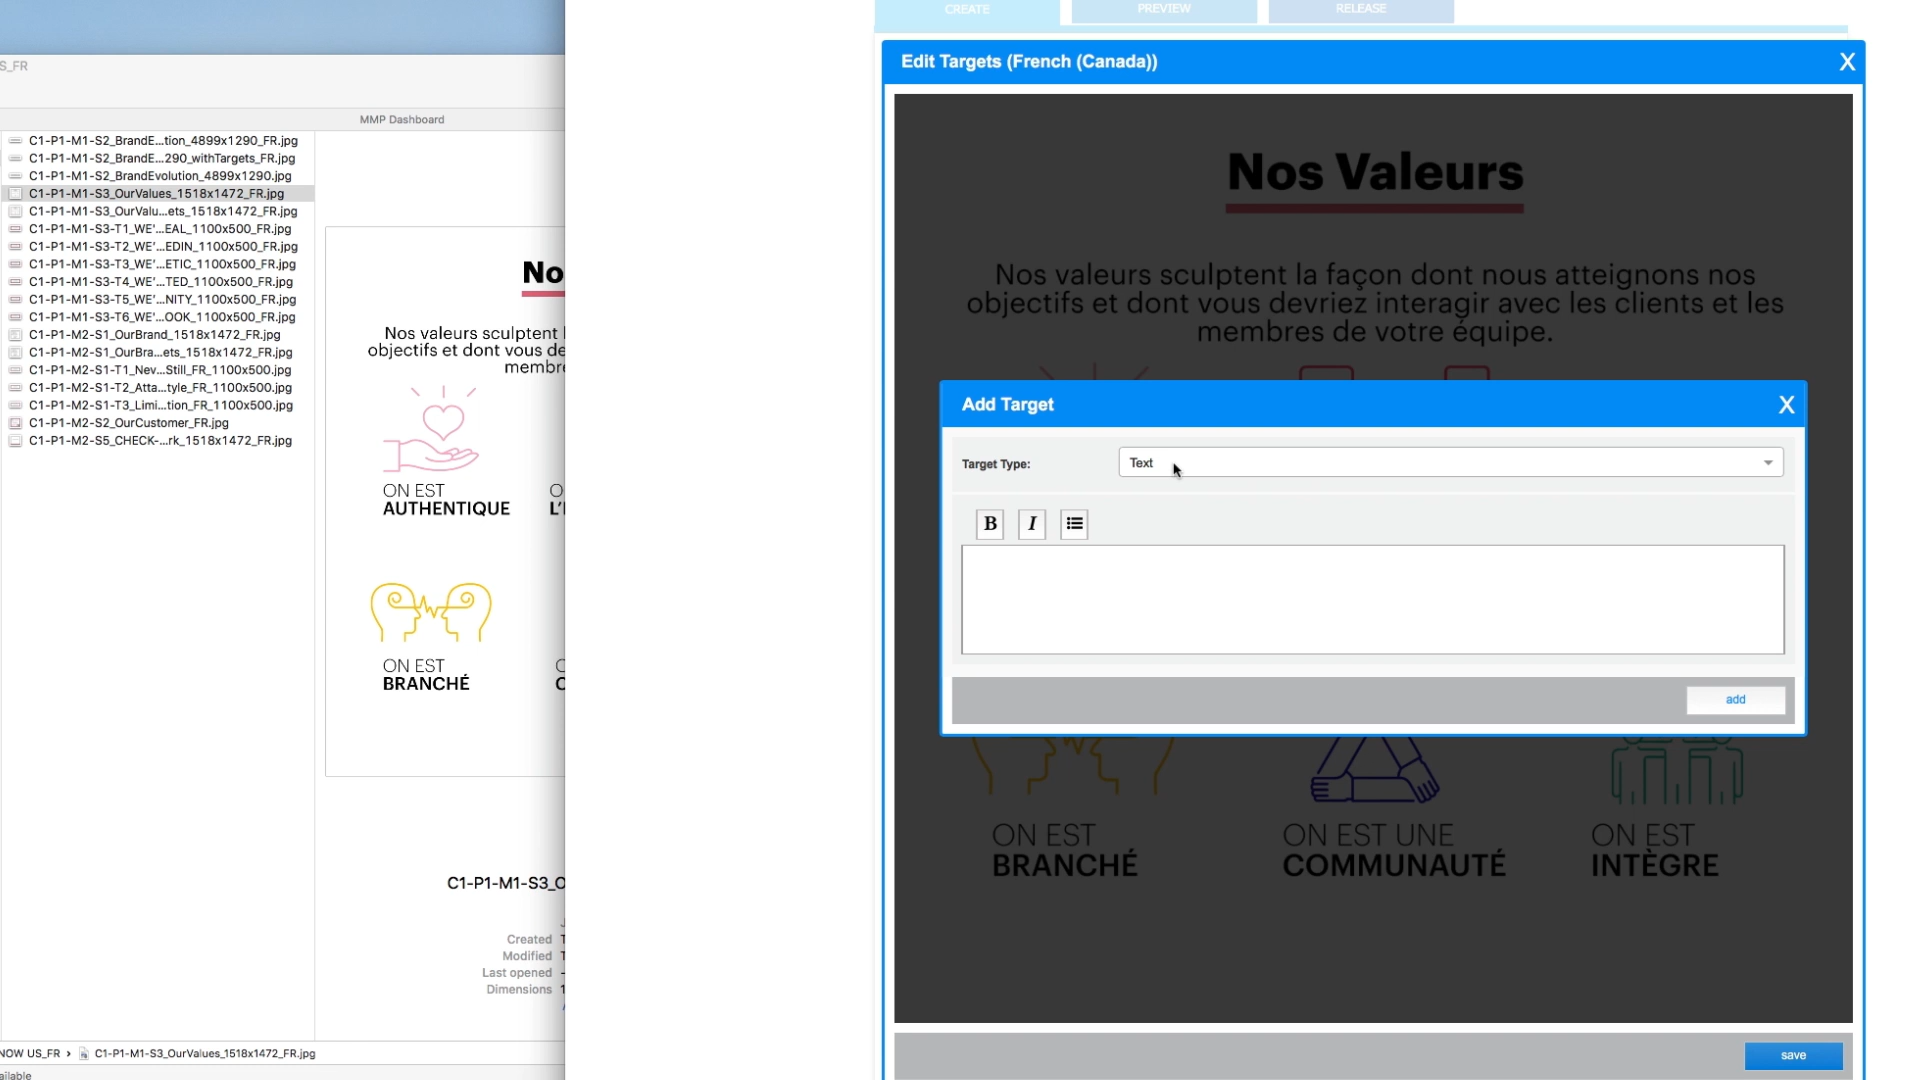 S_FR
MMP Dashboard
C1-P1-M1-S2_BrandE...tion_4899x1290_FR.jpg
C1-P1-M1-S2_BrandE...290_withTargets_FR.jpg
C1-P1-M1-S2_BrandEvolution_4899x1290.jpg
C1-P1-M1-S3_OurValues_1518x1472_FR.jpg
C1-P1-M1-S3_OurValu...ets_1518x1472_FR.jpg
C1-P1-M1-S3-T1_WE'...EAL_1100x500_FR.jpg
C1-P1-M1-S3-T2_WE'...EDIN_1100x500_FR.jpg
C1-P1-M1-S3-T3_WE'...ETIC_1100x500_FR.jpg
C1-P1-M1-S3-T4_WE'...TED_1100x500_FR.jpg
C1-P1-M1-S3-T5_WE'...NITY_1100x500_FR.jpg
C1-P1-M1-S3-T6_WE'...OOK_1100x500_FR.jpg
C1-P1-M2-S1_OurBrand_1518x1472_FR.jpg
C1-P1-M2-S1_OurBra...ets_1518x1472_FR.jpg
C1-P1-M2-S1-T1_Nev...Still_FR_1100x500.jpg
C1-P1-M2-S1-T2_Atta...tyle_FR_1100x500.jpg
C1-P1-M2-S1-T3_Limi...tion_FR_1100x500.jpg
C1-P1-M2-S2_OurCustomer_FR.jpg
C1-P1-M2-S5_CHECK-...rk_1518x1472_FR.jpg
No
Nos valeurs sculptent l
objectifs et dont vous de
membre
ON EST
AUTHENTIQUE
O
L'I
ON EST
BRANCHÉ
C1-P1-M1-S3_O
Created
Modified
Last opened
Dimensions 1
NOW US_FR › C1-P1-M1-S3_OurValues_1518x1472_FR.jpg
ailable
CREATE
PREVIEW
RELEASE
Edit Targets (French (Canada))
X
Nos Valeurs
Nos valeurs sculptent la façon dont nous atteignons nos
objectifs et dont vous devriez interagir avec les clients et les
membres de votre équipe.
Add Target
X
Target Type:
Text
B
I
add
ON EST
BRANCHÉ
ON EST UNE
COMMUNAUTÉ
ON EST
INTÈGRE
save